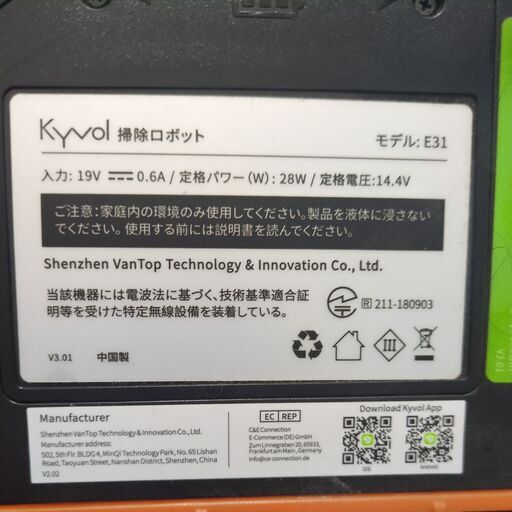 Kyvol 掃除ロボット
モデル: E31
入力: 19V 0.6A / 定格パワー (W) : 28W / 定格電圧:14.4V
ご注意:家庭内の環境のみ使用してください。製品を液体に浸さない
でください。使用する前には説明書を読んでください。
Shenzhen VanTop Technology & Innovation Co., Ltd.
当該機器には電波法に基づく、技術基準適合証
明等を受けた特定無線設備を装着している。
R 211-180903
III
V3.01 中国製
V2.01
Manufacturer
Shenzhen VanTop Technology & Innovation Co., Ltd.
Manufacturer address:
502, 5th Flr. BLDG 4, MinQi Technology Park, No. 65 Lishan
Road, Taoyuan Street, Nanshan District, Shenzhen, China
V2.02
EC REP
C&E Connection
E-Commerce (DE) GmbH
Zum Linnegraben 20, 65933,
Frankfurt am Main, Germany
info@ce-connection.de
Download Kyvol App
iOS
Android